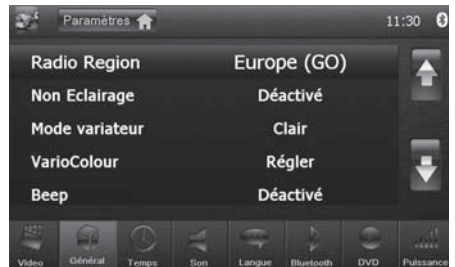 Paramètres 11:30
Radio Region Europe (GO)
Non Eclairage Déactivé
Mode variateur Clair
VarioColour Régler
Beep Déactivé
Video Général Temps Son Langue Bluetooth DVD Puissance